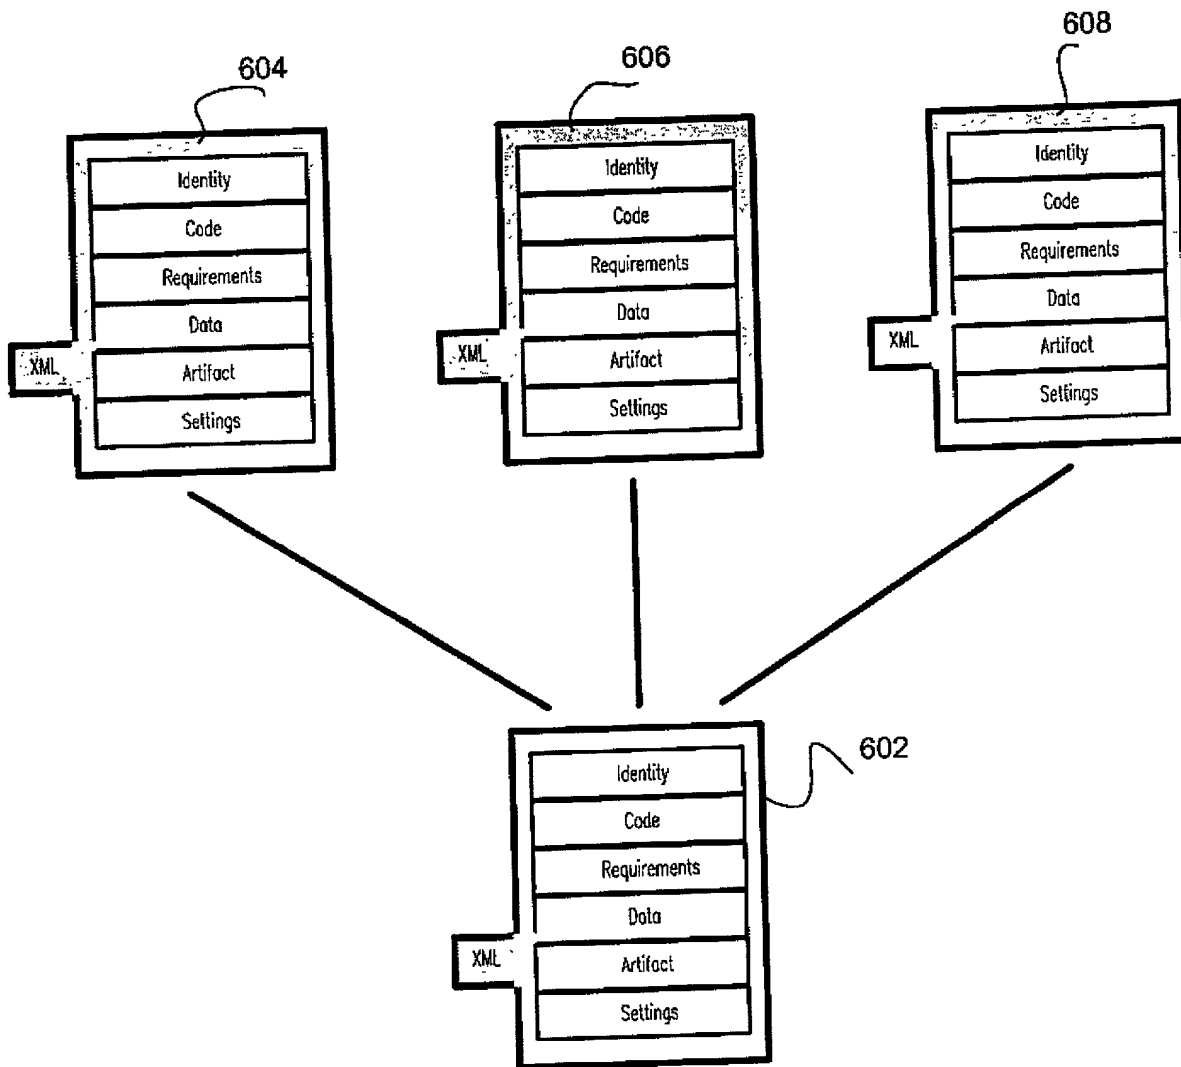 604
Identity
Code
Requirements
Data
XML
Artifact
Settings
606
Identity
Code
Requirements
Data
XML
Artifact
Settings
608
Identity
Code
Requirements
Data
XML
Artifact
Settings
602
Identity
Code
Requirements
Data
XML
Artifact
Settings